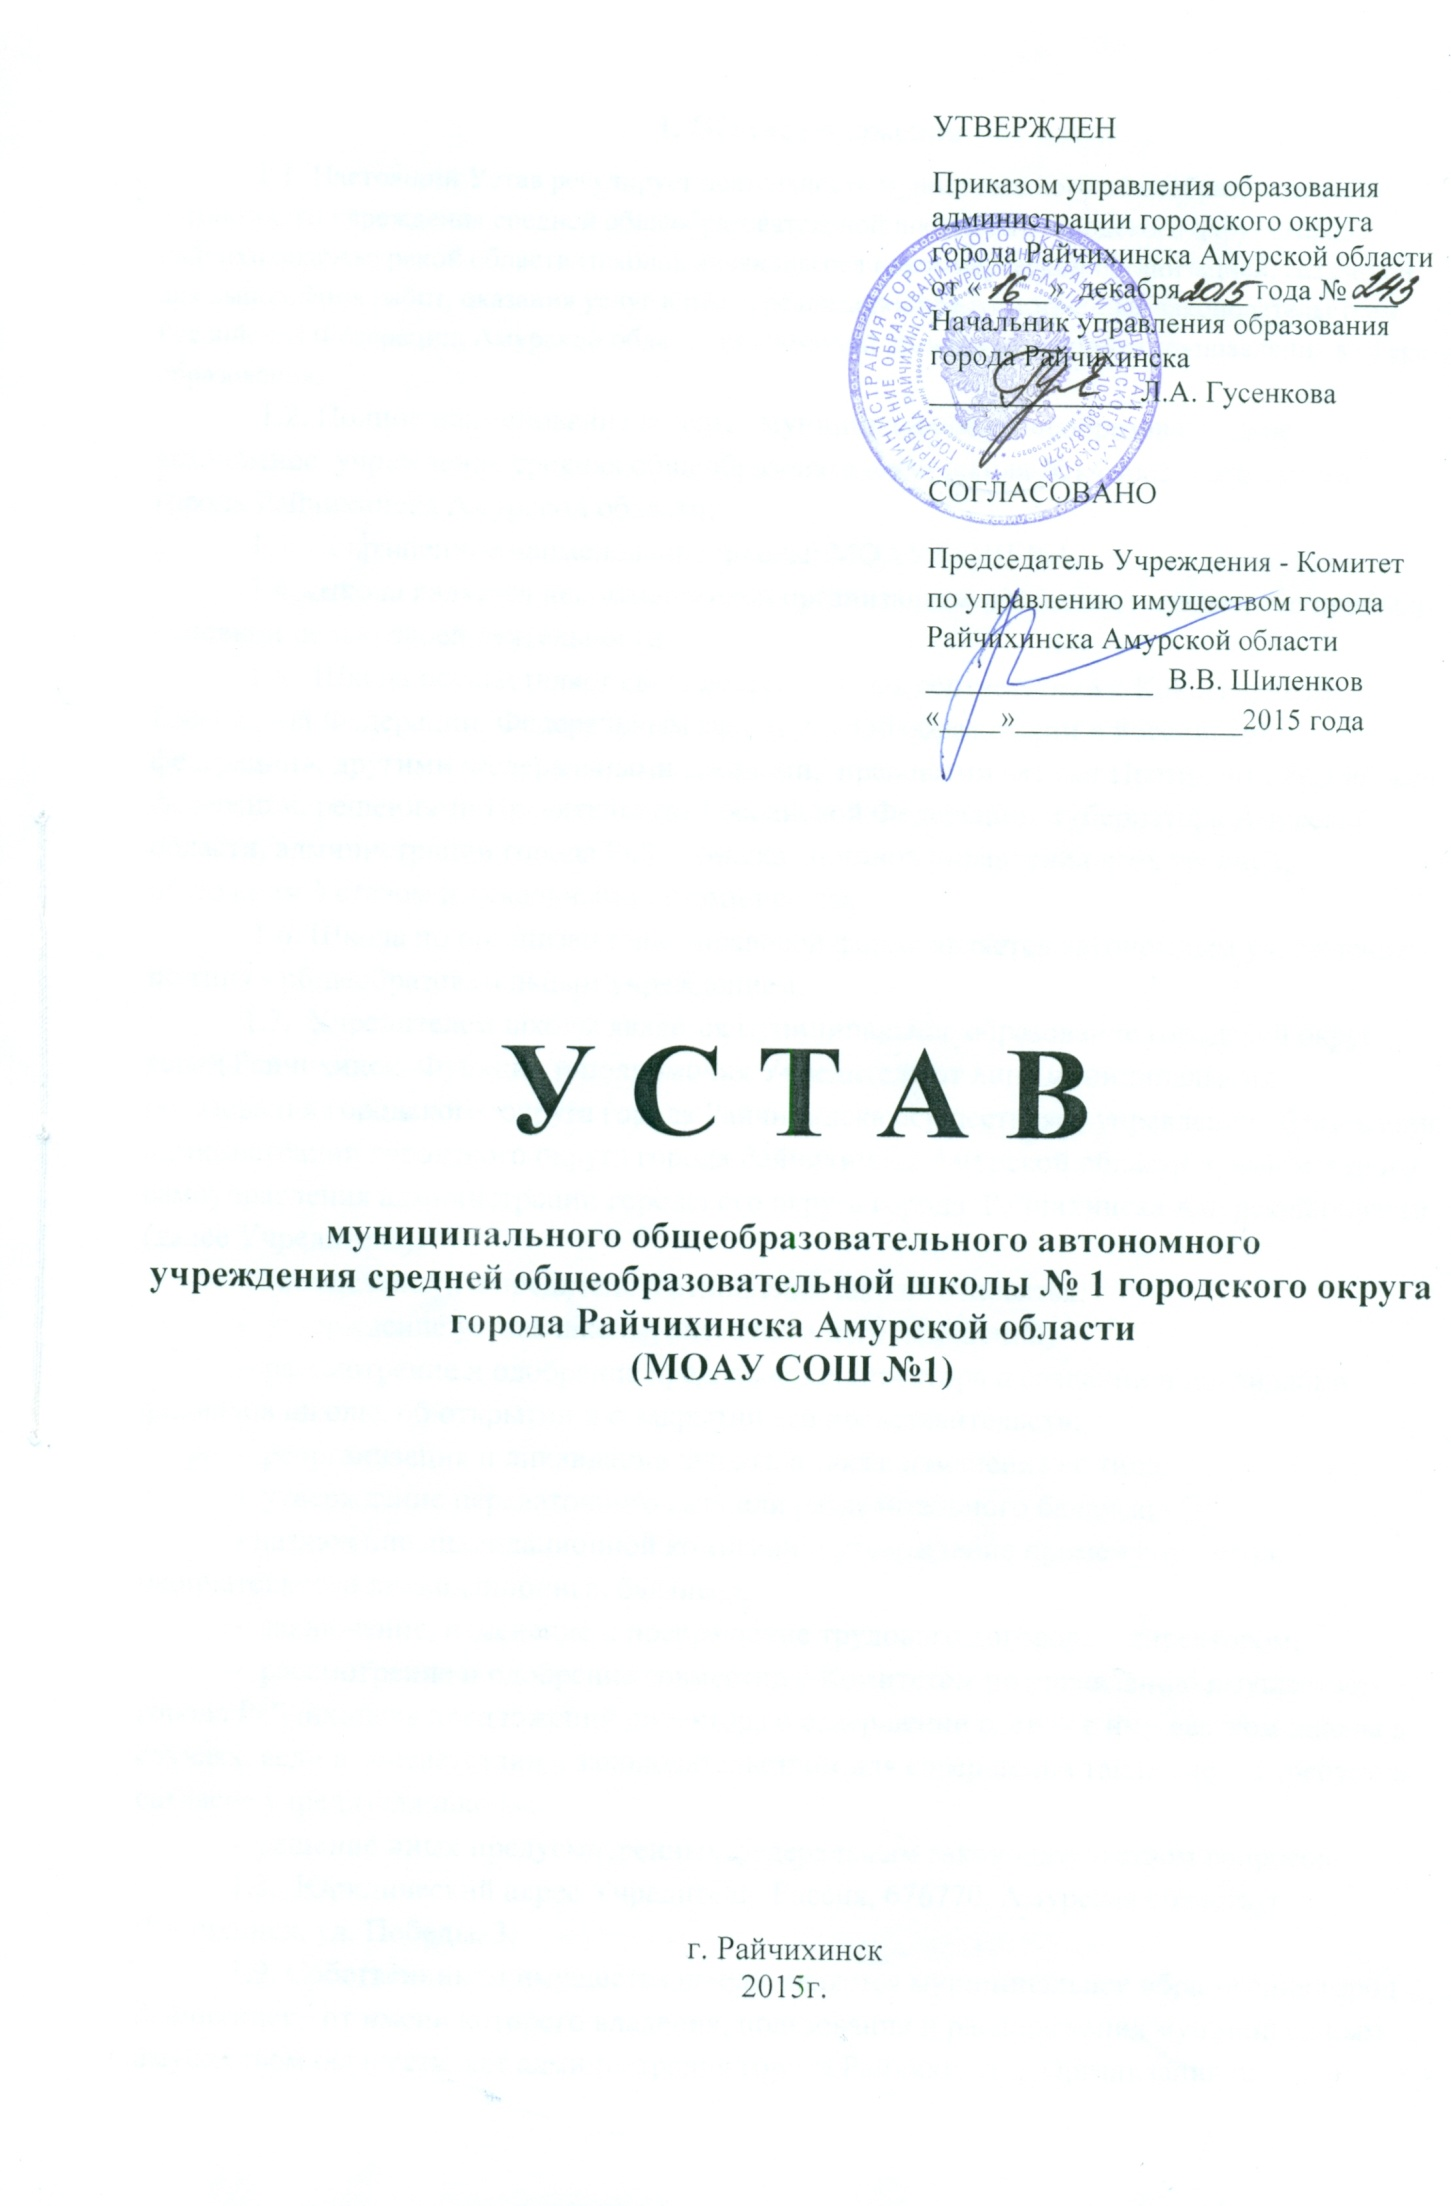 УТВЕРЖДЕН
Приказом управления образования
администрации городского округа
города Райчихинска Амурской области
от « 16 » декабря 2015 года № 243
Начальник управления образования
города Райчихинска
______________ Л.А. Гусенкова
СОГЛАСОВАНО
Председатель Учреждения - Комитет
по управлению имуществом города
Райчихинска Амурской области
_______________ В.В. Шиленков
«____»_______________2015 года
У С Т А В
муниципального общеобразовательного автономного
учреждения средней общеобразовательной школы № 1 городского округа
города Райчихинска Амурской области
(МОАУ СОШ №1)
г. Райчихинск
2015г.